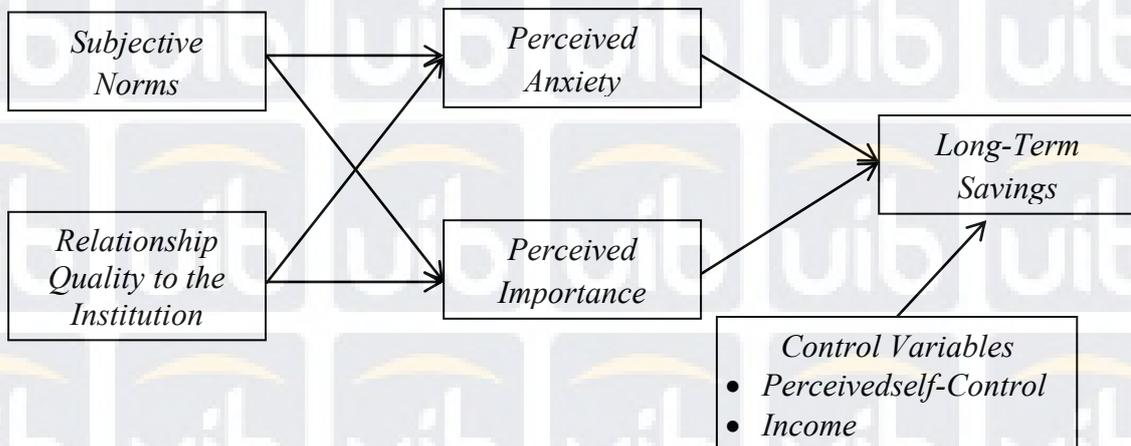 Subjective
Norms
Perceived
Anxiety
Long-Term
Savings
Relationship
Quality to the
Institution
Perceived
Importance
Control Variables
• Perceivedself-Control
• Income